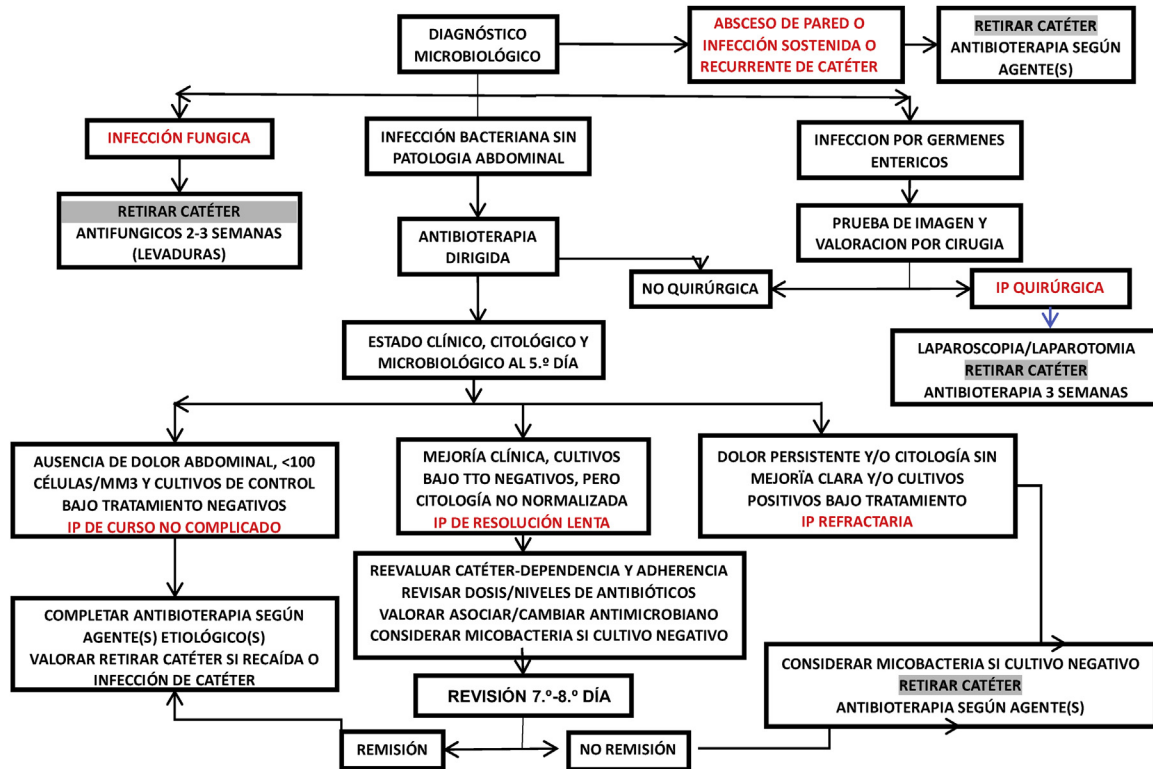 DIAGNÓSTICO
MICROBIOLÓGICO
ABSCESO DE PARED O
INFECCIÓN SOSTENIDA O
RECURRENTE DE CATÉTER
RETIRAR CATÉTER
ANTIBIOTERAPIA SEGÚN
AGENTE(S)
INFECCIÓN FUNGICA
INFECCIÓN BACTERIANA SIN
PATOLOGIA ABDOMINAL
INFECCION POR GERMENES
ENTERICOS
RETIRAR CATÉTER
ANTIFUNGICOS 2-3 SEMANAS
(LEVADURAS)
ANTIBIOTERAPIA
DIRIGIDA
PRUEBA DE IMAGEN Y
VALORACION POR CIRUGIA
NO QUIRÚRGICA
IP QUIRÚRGICA
ESTADO CLÍNICO, CITOLÓGICO Y
MICROBIOLÓGICO AL 5.º DÍA
LAPAROSCOPIA/LAPAROTOMIA
RETIRAR CATÉTER
ANTIBIOTERAPIA 3 SEMANAS
AUSENCIA DE DOLOR ABDOMINAL, <100
CÉLULAS/MM3 Y CULTIVOS DE CONTROL
BAJO TRATAMIENTO NEGATIVOS
IP DE CURSO NO COMPLICADO
MEJORÍA CLÍNICA, CULTIVOS
BAJO TTO NEGATIVOS, PERO
CITOLOGÍA NO NORMALIZADA
IP DE RESOLUCIÓN LENTA
DOLOR PERSISTENTE Y/O CITOLOGÍA SIN
MEJORÏA CLARA Y/O CULTIVOS
POSITIVOS BAJO TRATAMIENTO
IP REFRACTARIA
REEVALUAR CATÉTER-DEPENDENCIA Y ADHERENCIA
REVISAR DOSIS/NIVELES DE ANTIBIÓTICOS
VALORAR ASOCIAR/CAMBIAR ANTIMICROBIANO
CONSIDERAR MICOBACTERIA SI CULTIVO NEGATIVO
COMPLETAR ANTIBIOTERAPIA SEGÚN
AGENTE(S) ETIOLÓGICO(S)
VALORAR RETIRAR CATÉTER SI RECAÍDA O
INFECCIÓN DE CATÉTER
CONSIDERAR MICOBACTERIA SI CULTIVO NEGATIVO
RETIRAR CATÉTER
ANTIBIOTERAPIA SEGÚN AGENTE(S)
REVISIÓN 7.º-8.º DÍA
REMISIÓN
NO REMISIÓN